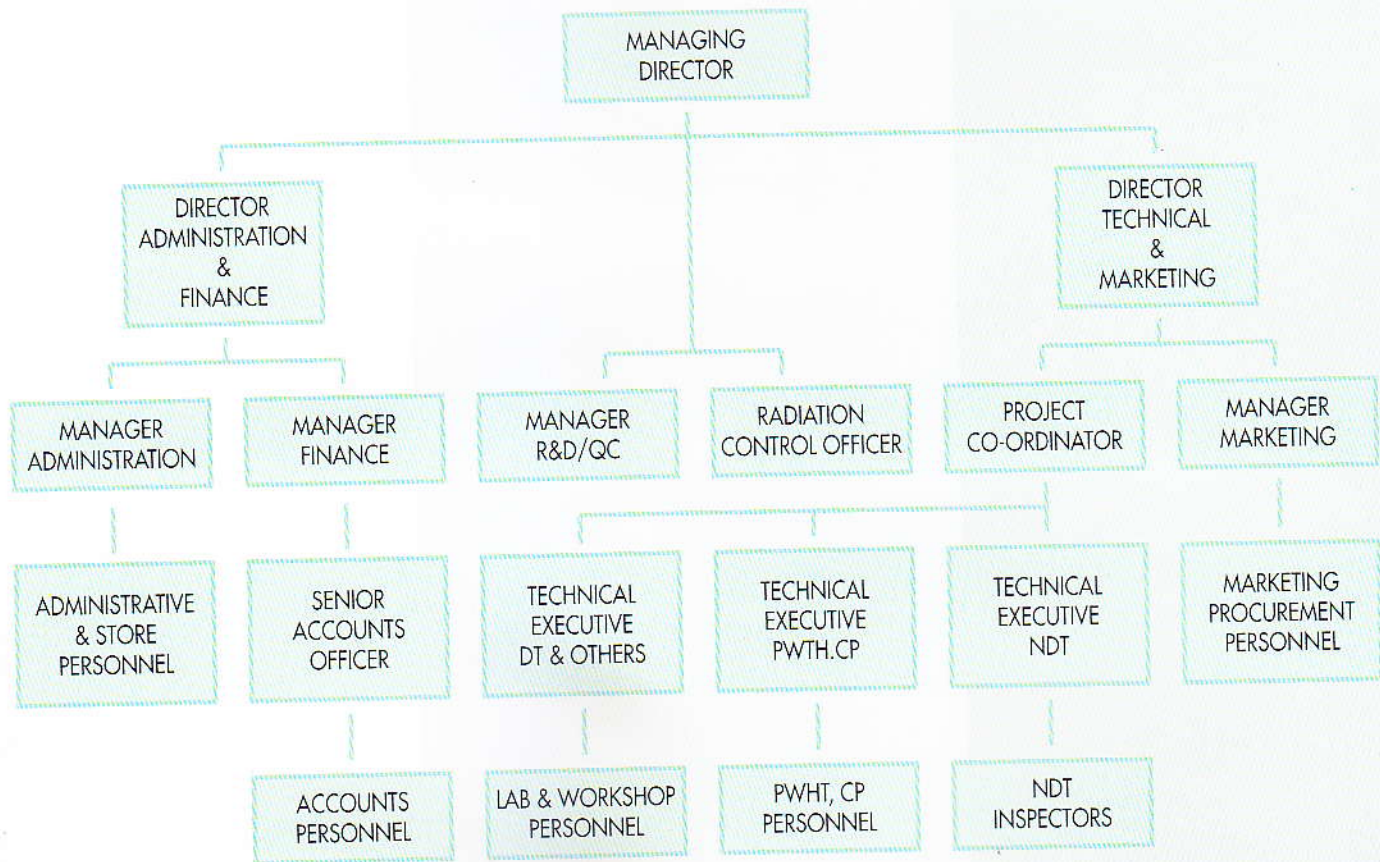 MANAGING
DIRECTOR
DIRECTOR
ADMINISTRATION
&
FINANCE
DIRECTOR
TECHNICAL
&
MARKETING
MANAGER
ADMINISTRATION
MANAGER
FINANCE
MANAGER
R&D/QC
RADIATION
CONTROL OFFICER
PROJECT
CO-ORDINATOR
MANAGER
MARKETING
ADMINISTRATIVE
& STORE
PERSONNEL
SENIOR
ACCOUNTS
OFFICER
TECHNICAL
EXECUTIVE
DT & OTHERS
TECHNICAL
EXECUTIVE
PWTH.CP
TECHNICAL
EXECUTIVE
NDT
MARKETING
PROCUREMENT
PERSONNEL
ACCOUNTS
PERSONNEL
LAB & WORKSHOP
PERSONNEL
PWHT, CP
PERSONNEL
NDT
INSPECTORS